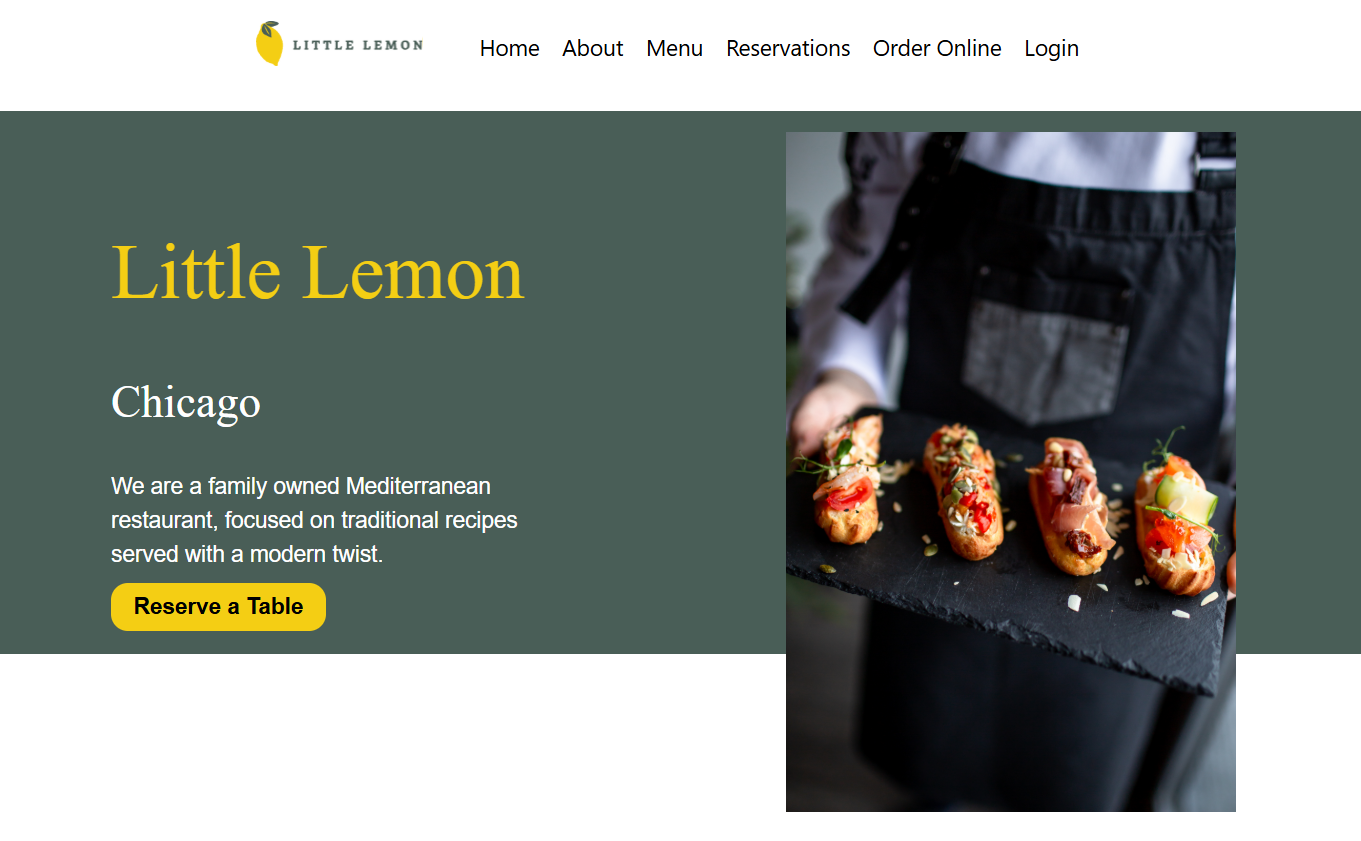 LITTLE LEMON
Home About Menu Reservations Order Online Login
Little Lemon
Chicago
We are a family owned Mediterranean
restaurant, focused on traditional recipes
served with a modern twist.
Reserve a Table